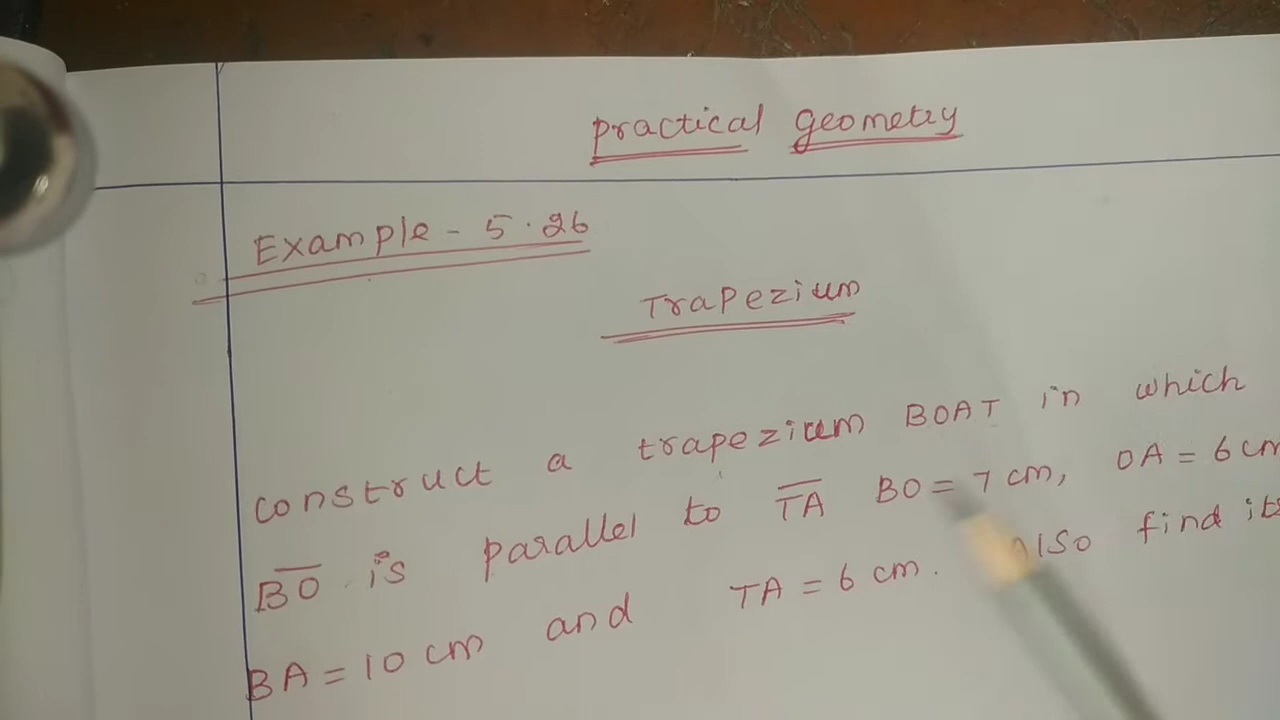 practical geometry
Example - 5.26
Trapezium
construct a trapezium BOAT in which
BO is parallel to TA BO = 7 cm, OA = 6 cm
BA = 10 cm and TA = 6 cm. Also find its